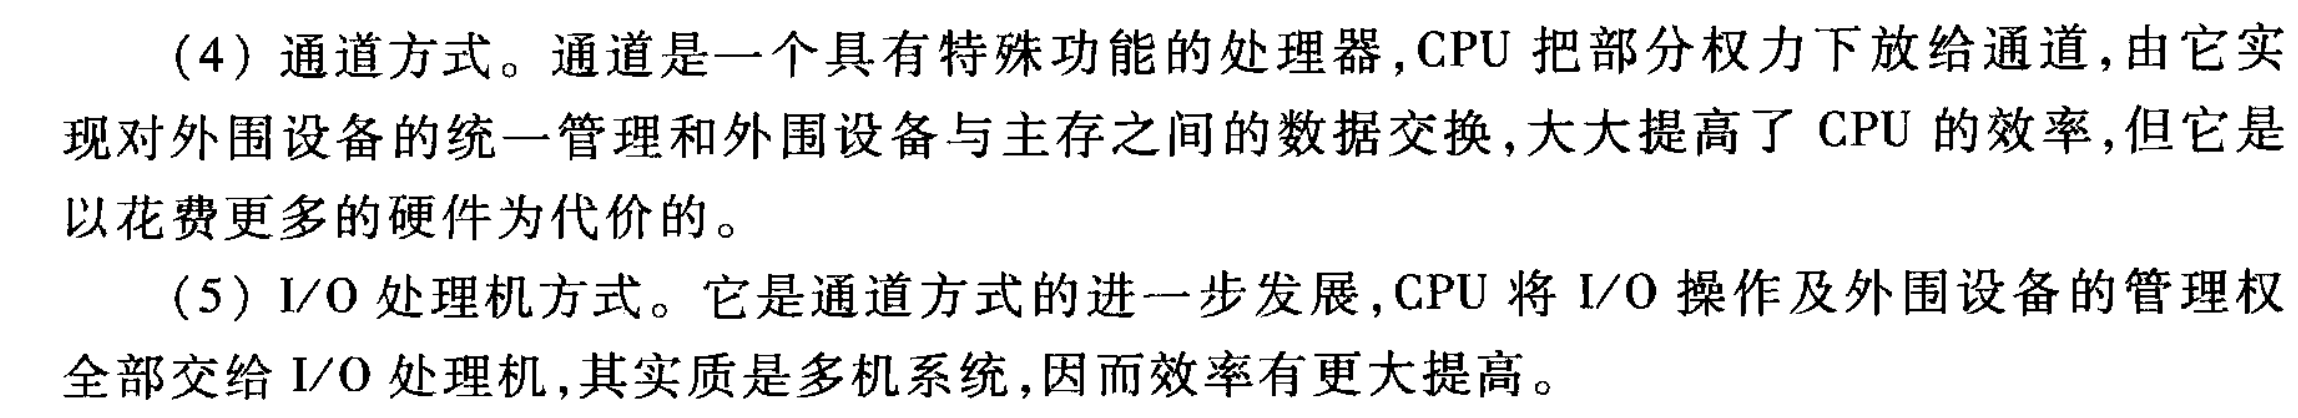 (4) 通道方式。通道是一个具有特殊功能的处理器,CPU 把部分权力下放给通道,由它实
现对外围设备的统一管理和外围设备与主存之间的数据交换,大大提高了 CPU 的效率,但它是
以花费更多的硬件为代价的。
(5) I/O 处理机方式。它是通道方式的进一步发展,CPU 将 I/O 操作及外围设备的管理权
全部交给 I/O 处理机,其实质是多机系统,因而效率有更大提高。